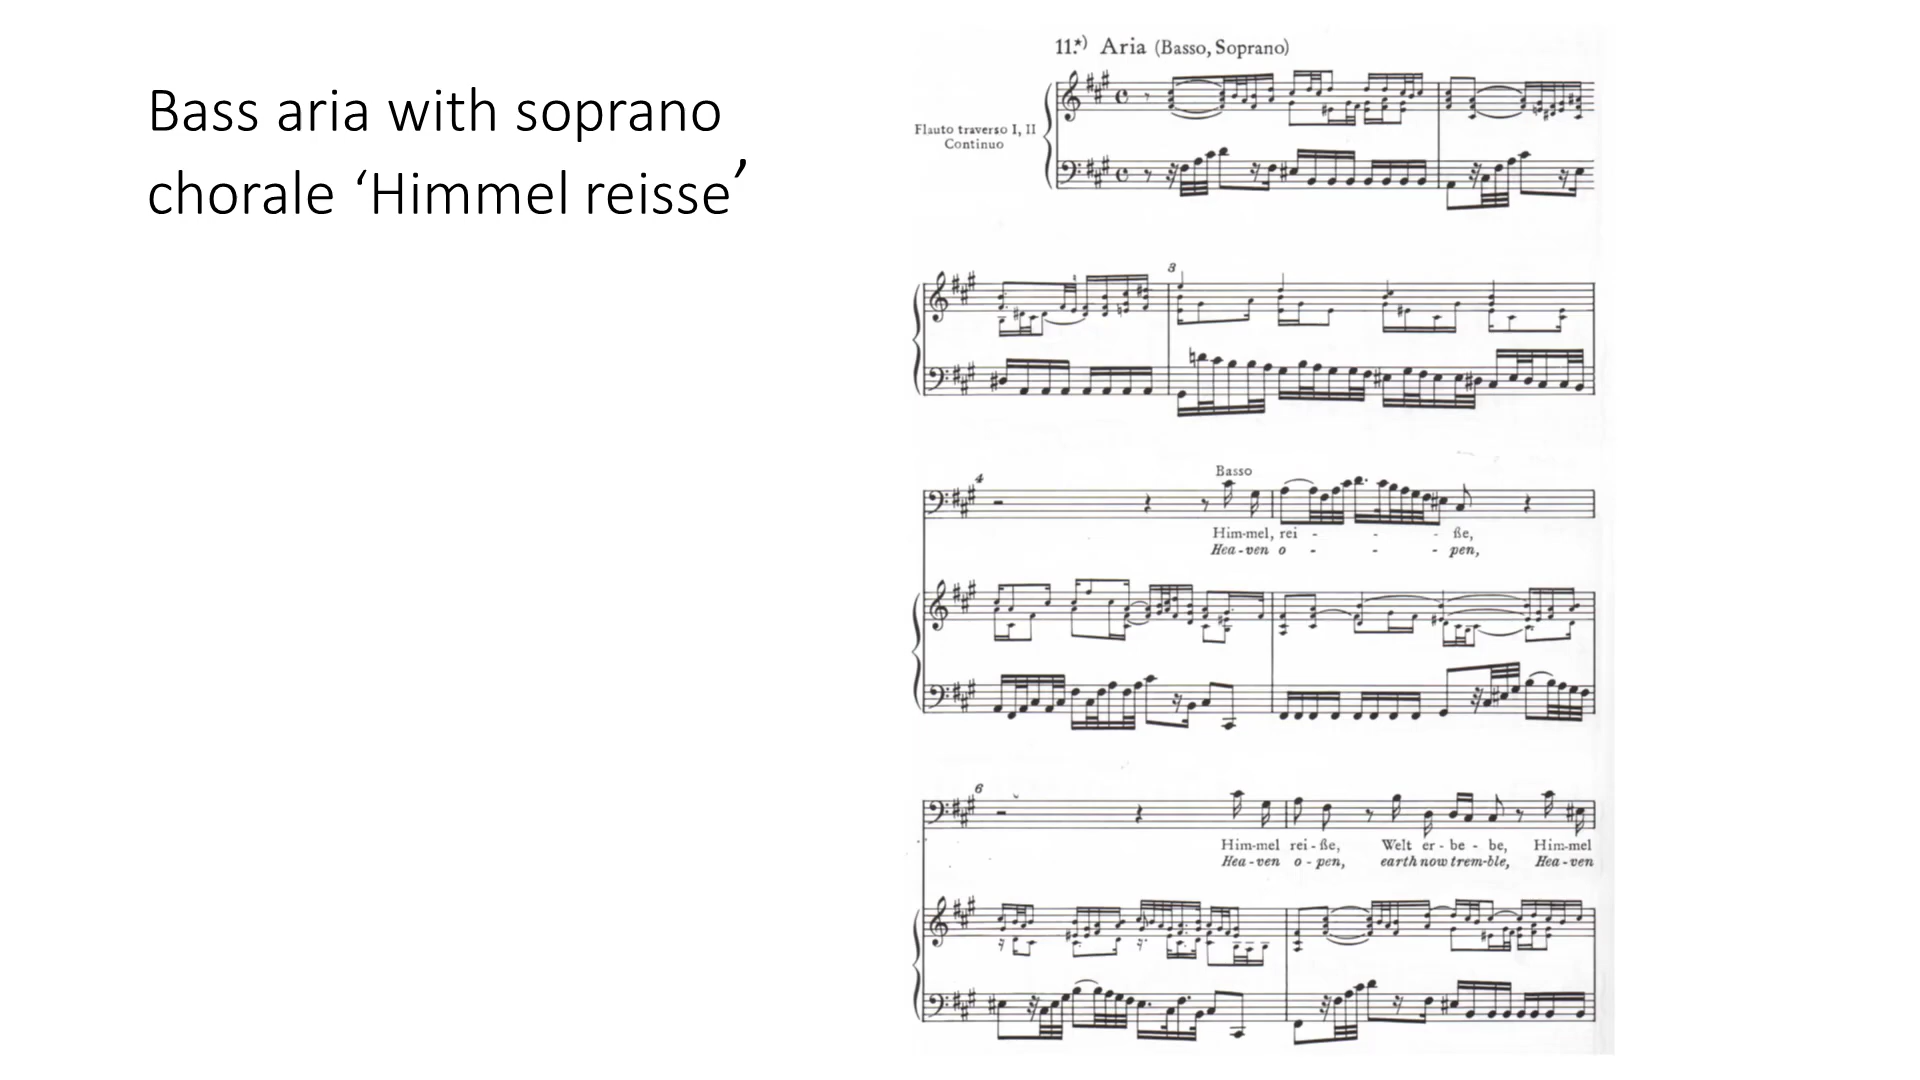 Bass aria with soprano
chorale ‘Himmel reisse’
11.*) Aria (Basso, Soprano)
Flauto traverso I, II
Continuo
3
4
Basso
Him-mel, rei - - - ße,
Hea-ven o - - - pen,
6
Him-mel rei-ße, Welt er-be-be, Him-mel
Hea-ven o-pen, earth now trem-ble, Hea-ven